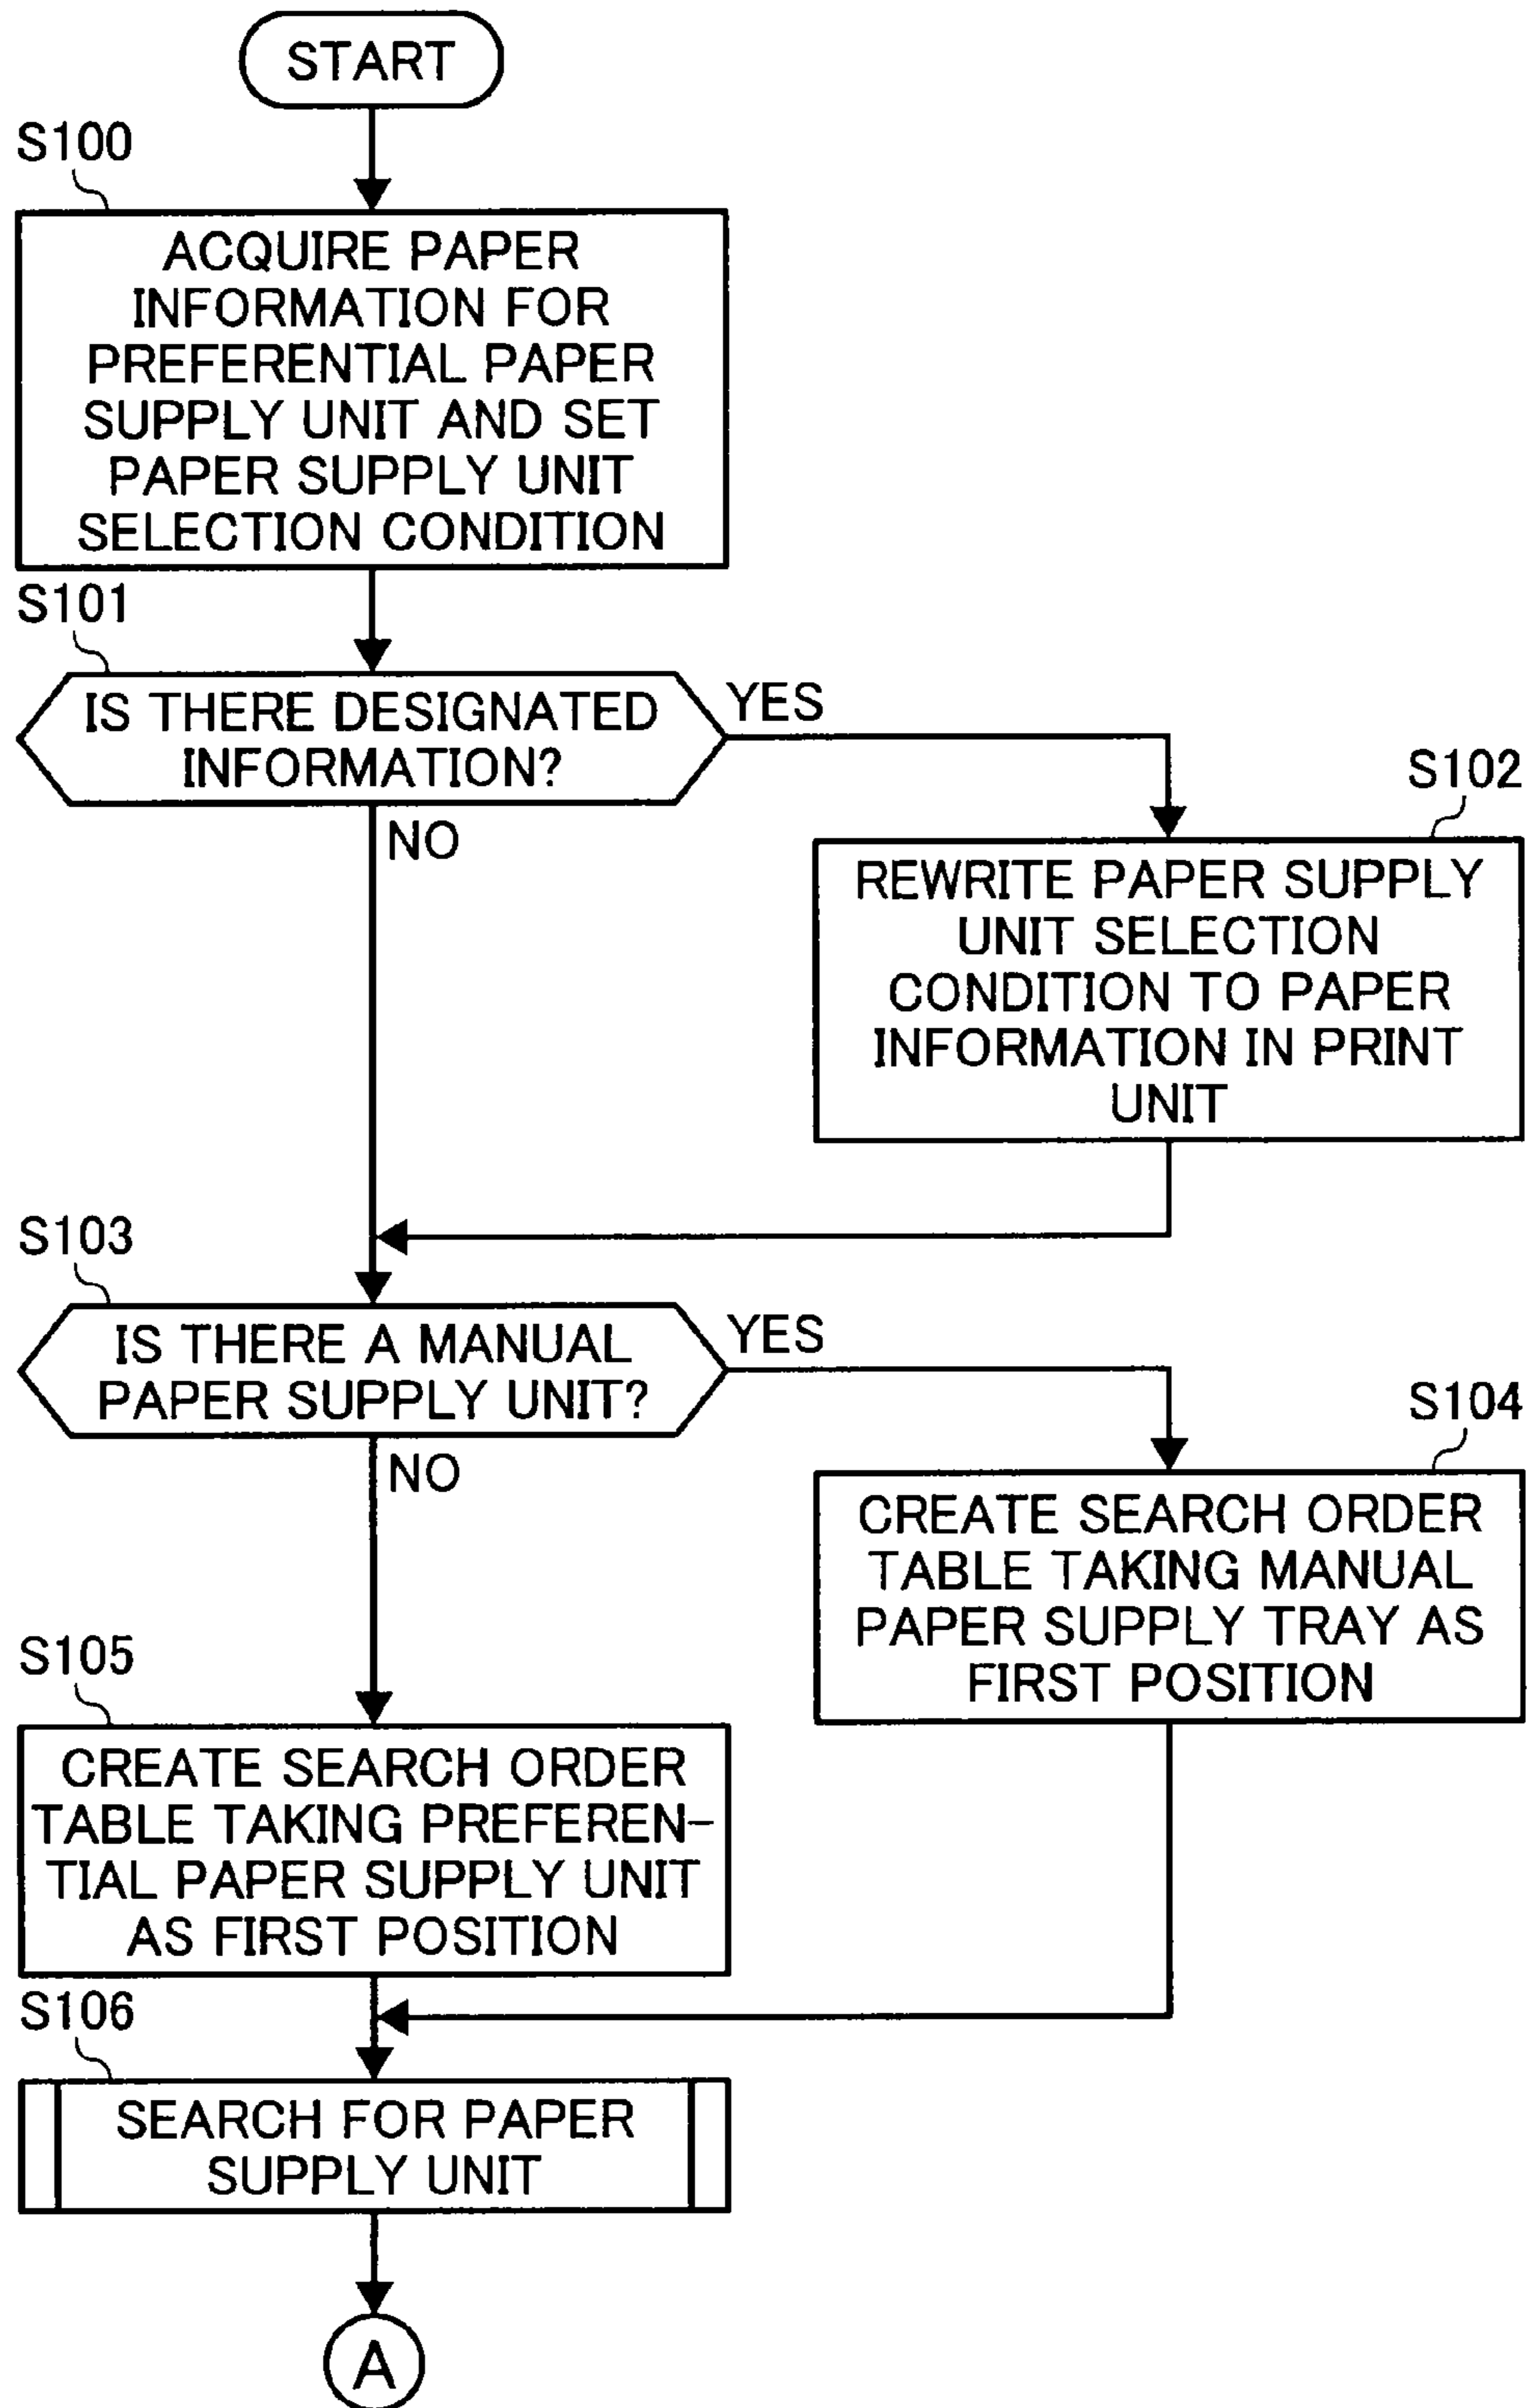 START
S100
ACQUIRE PAPER
INFORMATION FOR
PREFERENTIAL PAPER
SUPPLY UNIT AND SET
PAPER SUPPLY UNIT
SELECTION CONDITION
S101
IS THERE DESIGNATED
INFORMATION?
YES
NO
S102
REWRITE PAPER SUPPLY
UNIT SELECTION
CONDITION TO PAPER
INFORMATION IN PRINT
UNIT
S103
IS THERE A MANUAL
PAPER SUPPLY UNIT?
YES
NO
S104
CREATE SEARCH ORDER
TABLE TAKING MANUAL
PAPER SUPPLY TRAY AS
FIRST POSITION
S105
CREATE SEARCH ORDER
TABLE TAKING PREFEREN-
TIAL PAPER SUPPLY UNIT
AS FIRST POSITION
S106
SEARCH FOR PAPER
SUPPLY UNIT
A